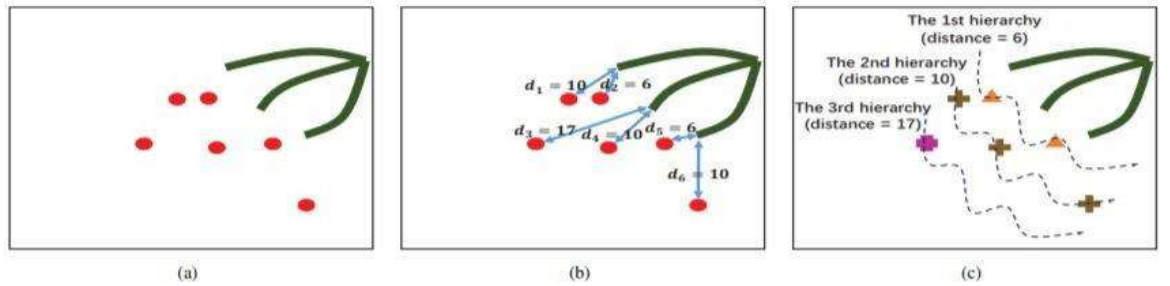 d₁ = 10
d₂ = 6
d₃ = 17
d₄ = 10
d₅ = 6
d₆ = 10
The 1st hierarchy
(distance = 6)
The 2nd hierarchy
(distance = 10)
The 3rd hierarchy
(distance = 17)
(a)
(b)
(c)